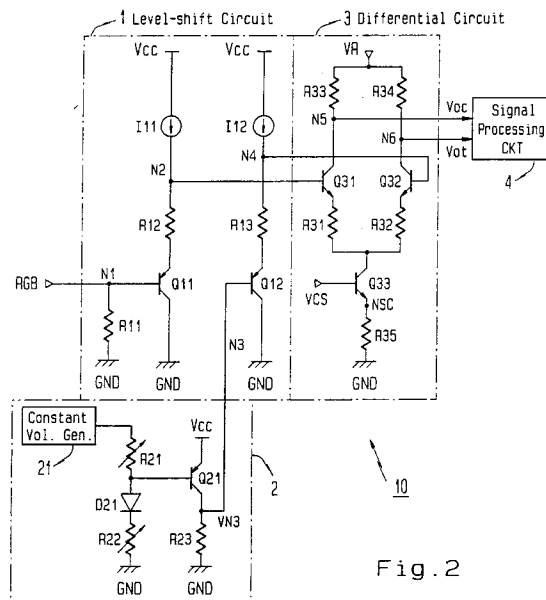 1 Level-shift Circuit
3 Differential Circuit
Vcc
Vcc
VR
R33
R34
I11
I12
N5
Voc
N2
N4
N6
Vot
Signal
Processing
CKT
4
Q31
Q32
R12
R13
R31
R32
RGB
N1
Q11
Q12
Q33
VCS
NSC
R11
N3
R35
GND
GND
GND
GND
Constant
Vol. Gen.
Vcc
21
R21
Q21
2
10
D21
VN3
R22
R23
GND
GND
Fig.2